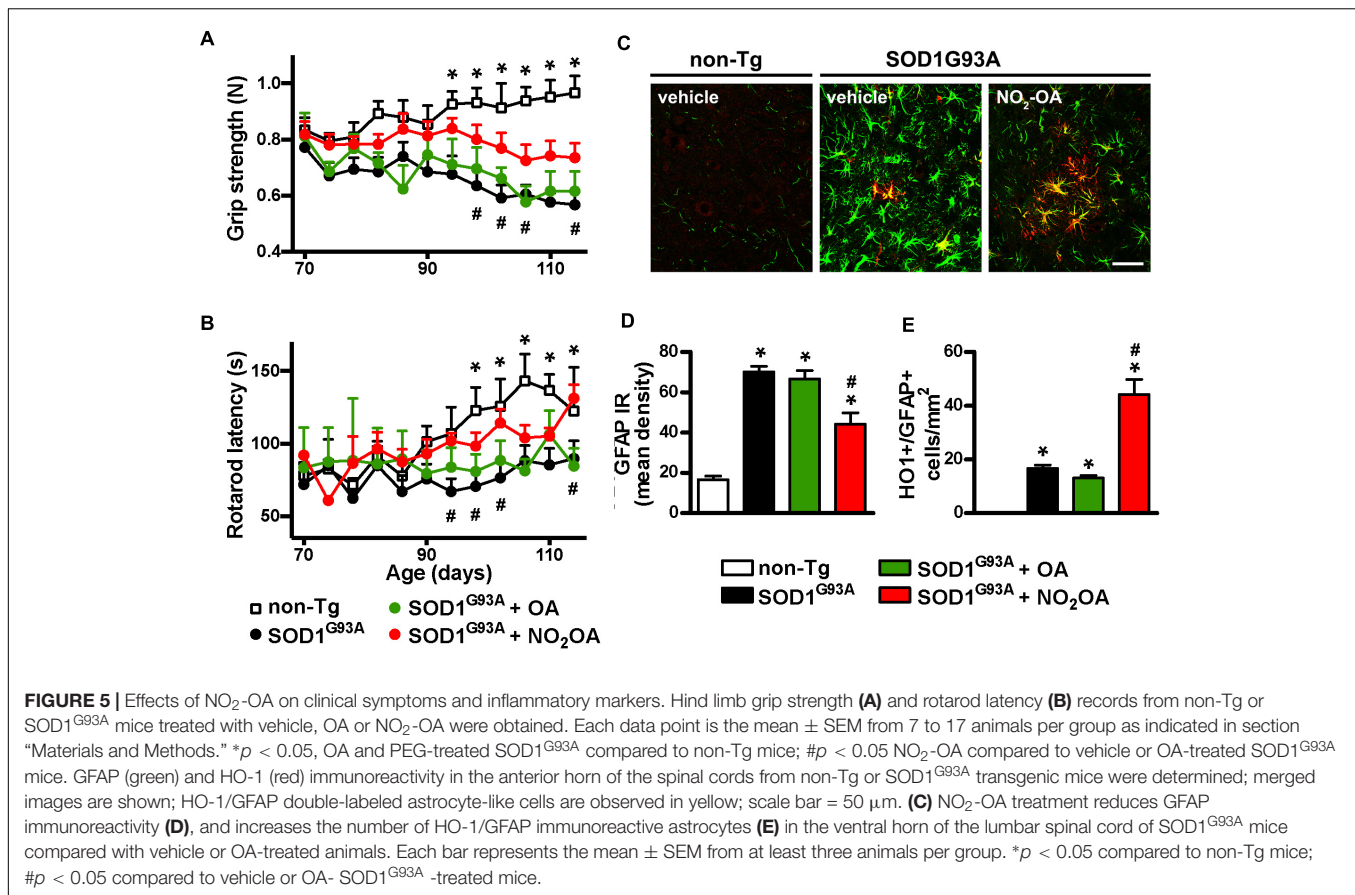 A
Grip strength (N)
1.0
0.8
0.6
0.4
* * * * * *
# # # #
70 90 110
B
Rotarod latency (s)
150
100
50
* * * * *
# # # #
70 90 110
Age (days)
non-Tg
SOD1G93A
SOD1G93A + OA
SOD1G93A + NO2OA
C
non-Tg SOD1G93A
vehicle vehicle NO2-OA
D
GFAP IR
(mean density)
80
60
40
20
0
* * # *
E
HO1+/GFAP+
cells/mm2
60
40
20
0
* * # *
non-Tg
SOD1G93A
SOD1G93A + OA
SOD1G93A + NO2OA
FIGURE 5 | Effects of NO2-OA on clinical symptoms and inflammatory markers. Hind limb grip strength (A) and rotarod latency (B) records from non-Tg or
SOD1G93A mice treated with vehicle, OA or NO2-OA were obtained. Each data point is the mean ± SEM from 7 to 17 animals per group as indicated in section
“Materials and Methods.” *p < 0.05, OA and PEG-treated SOD1G93A compared to non-Tg mice; #p < 0.05 NO2-OA compared to vehicle or OA-treated SOD1G93A
mice. GFAP (green) and HO-1 (red) immunoreactivity in the anterior horn of the spinal cords from non-Tg or SOD1G93A transgenic mice were determined; merged
images are shown; HO-1/GFAP double-labeled astrocyte-like cells are observed in yellow; scale bar = 50 μm. (C) NO2-OA treatment reduces GFAP
immunoreactivity (D), and increases the number of HO-1/GFAP immunoreactive astrocytes (E) in the ventral horn of the lumbar spinal cord of SOD1G93A mice
compared with vehicle or OA-treated animals. Each bar represents the mean ± SEM from at least three animals per group. *p < 0.05 compared to non-Tg mice;
#p < 0.05 compared to vehicle or OA- SOD1G93A -treated mice.